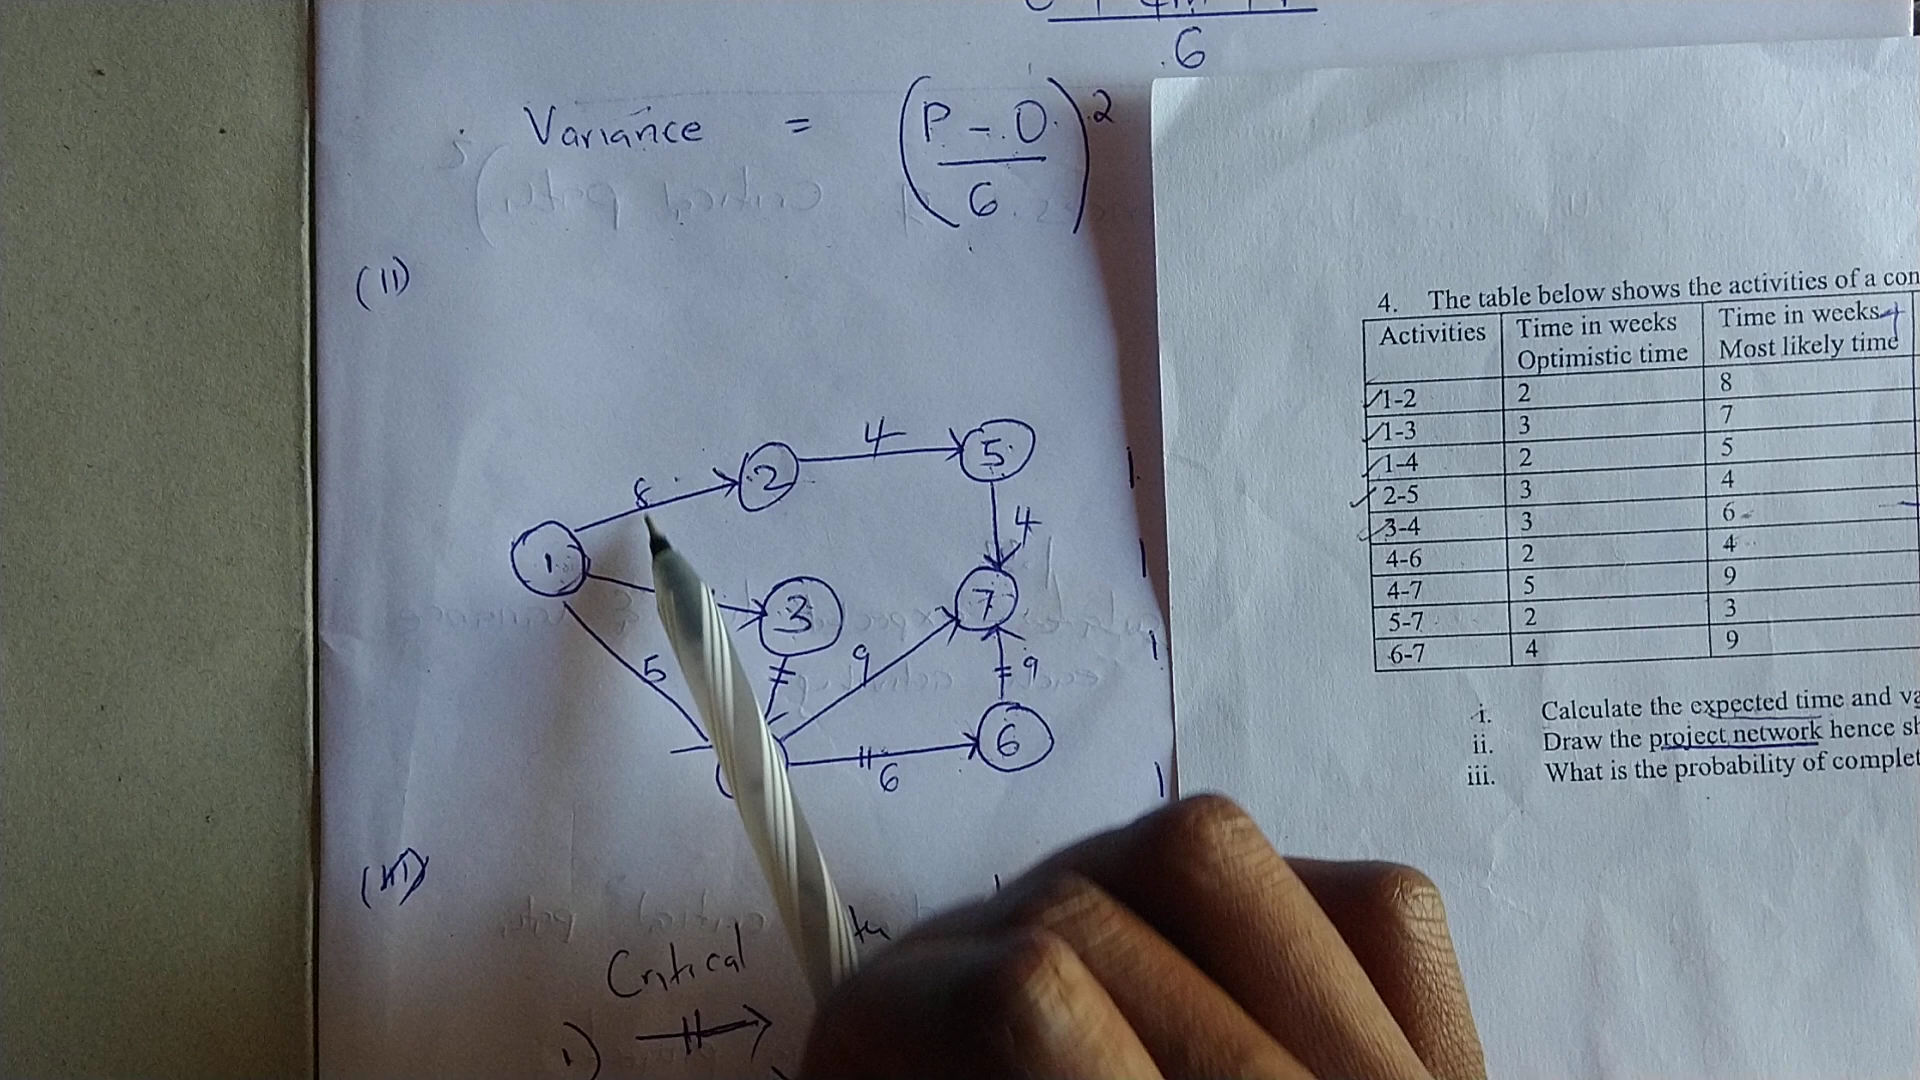 6
Variance = (P - O / 6)²
(ii)
1 8 2 4 5
4
3 7
5 9 9
6 6
(iii)
Critical
1)
4. The table below shows the activities of a con
Activities Time in weeks Optimistic time Time in weeks Most likely time
1-2 2 8
1-3 3 7
1-4 2 5
2-5 3 4
3-4 3 6
4-6 2 4
4-7 5 9
5-7 2 3
6-7 4 9
i. Calculate the expected time and va
ii. Draw the project network hence sh
iii. What is the probability of complet